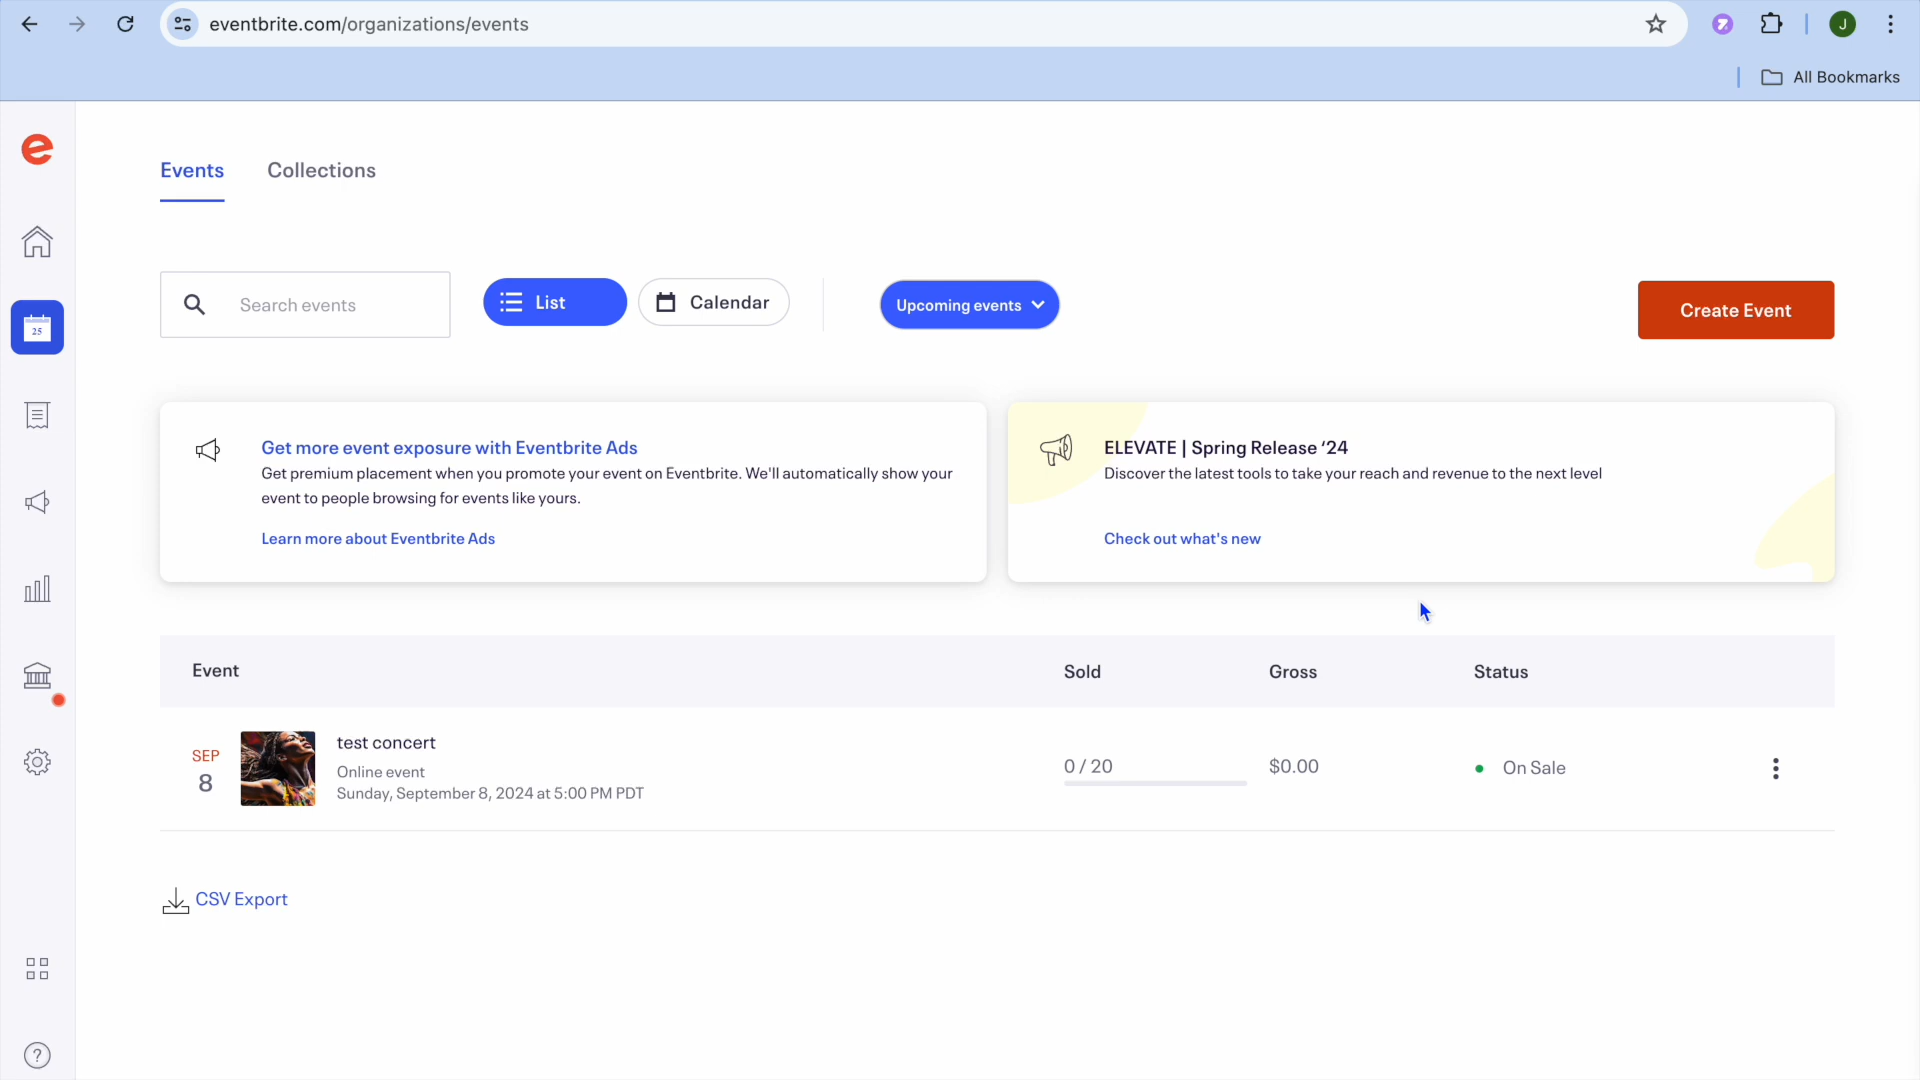 eventbrite.com/organizations/events
J
All Bookmarks
Events
Collections
Search events
List
Calendar
Upcoming events
Create Event
25
Get more event exposure with Eventbrite Ads
Get premium placement when you promote your event on Eventbrite. We'll automatically show your
event to people browsing for events like yours.
Learn more about Eventbrite Ads
ELEVATE | Spring Release ‘24
Discover the latest tools to take your reach and revenue to the next level
Check out what's new
Event
Sold
Gross
Status
SEP
8
test concert
Online event
Sunday, September 8, 2024 at 5:00 PM PDT
0 / 20
$0.00
On Sale
CSV Export